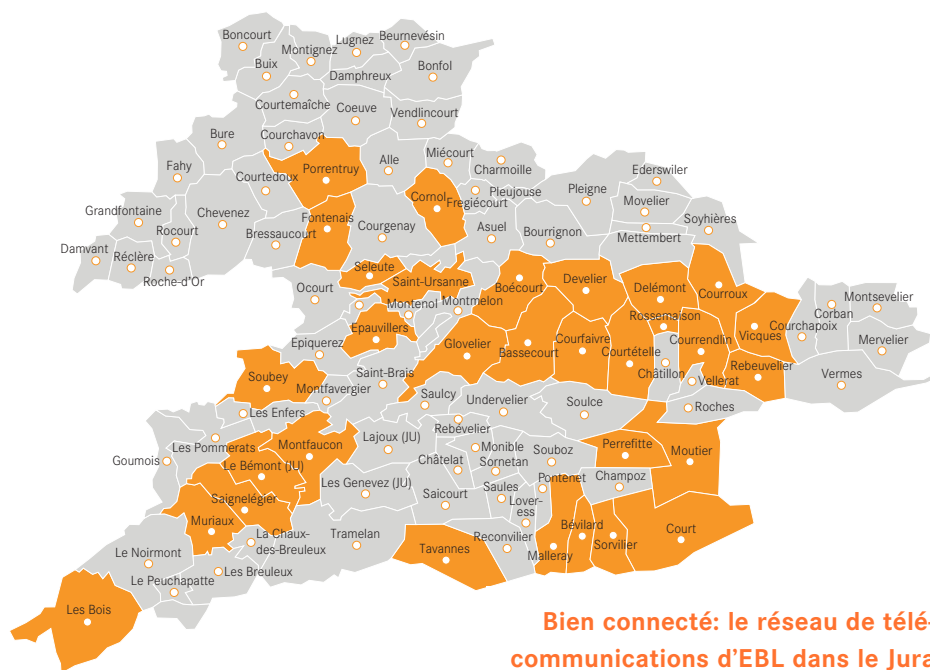 Boncourt
Lugnez
Beurnevésin
Montignez
Buix
Damphreux
Bonfol
Courtemaîche
Coeuve
Vendlincourt
Bure
Courchavon
Fahy
Porrentruy
Alle
Miécourt
Charmoille
Courtedoux
Cornol
Fregiécourt
Pleujouse
Pleigne
Ederswiler
Movelier
Grandfontaine
Chevenez
Fontenais
Soyhières
Rocourt
Bressaucourt
Courgenay
Asuel
Bourrignon
Mettembert
Damvant
Réclère
Roche-d'Or
Seleute
Saint-Ursanne
Boécourt
Develier
Delémont
Courroux
Ocourt
Montenol
Montmelon
Rossemaison
Montsevelier
Corban
Courchapoix
Epauvillers
Vicques
Epiquerez
Glovelier
Bassecourt
Courfaivre
Courtételle
Courrendlin
Mervelier
Châtillon
Rebeuvelier
Soubey
Saint-Brais
Vellerat
Vermes
Montfavergier
Saulcy
Undervelier
Soulce
Roches
Les Enfers
Rebévelier
Les Pommerats
Montfaucon
Lajoux (JU)
Monible
Perrefitte
Goumois
Le Bémont (JU)
Châtelat
Sornetan
Souboz
Moutier
Les Genevez (JU)
Pontenet
Champoz
Saignelégier
Saicourt
Saules
Lover-
ess
Muriaux
La Chaux-
des-Breuleux
Tramelan
Bévilard
Le Noirmont
Tavannes
Reconvilier
Malleray
Sorvilier
Court
Les Breuleux
Le Peuchapatte
Les Bois
Bien connecté: le réseau de télé-
communications d'EBL dans le Jura